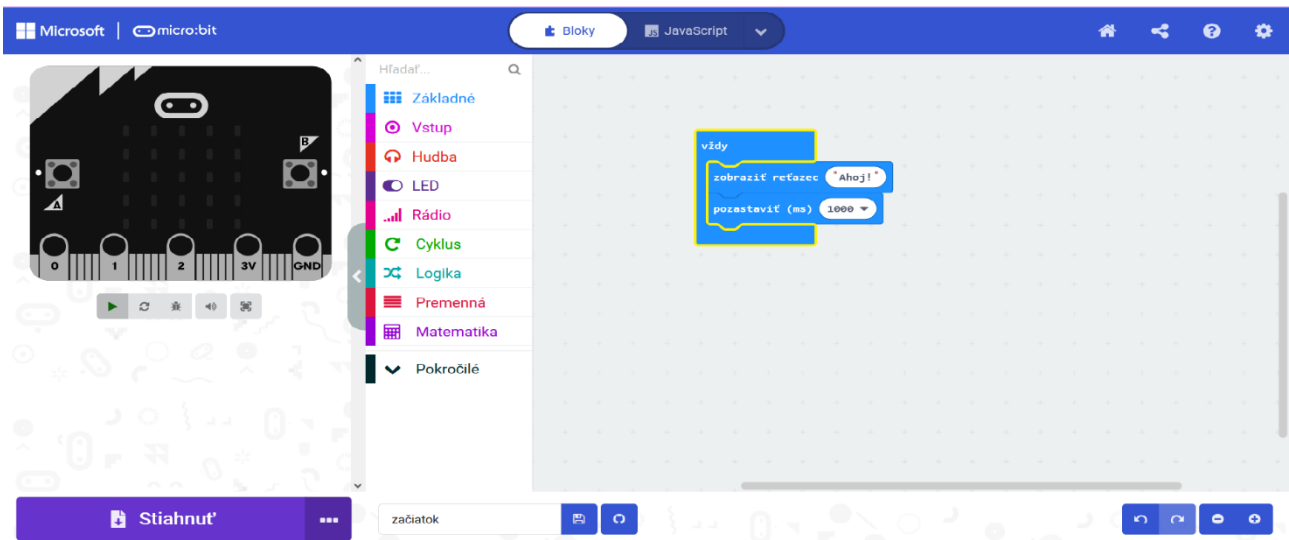 Microsoft | micro:bit
Bloky
JS JavaScript
Hľadať...
Základné
Vstup
Hudba
LED
Rádio
Cyklus
Logika
Premenná
Matematika
Pokročilé
B
A
0 1 2 3V GND
vždy
zobraziť reťazec "Ahoj!"
pozastaviť (ms) 1000
Stiahnuť
začiatok